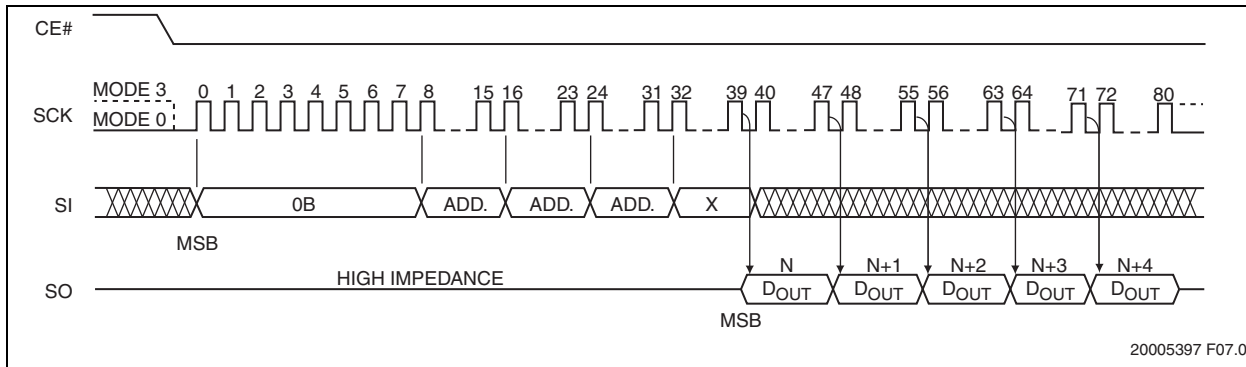 CE#
MODE 3
0 1 2 3 4 5 6 7 8 15 16 23 24 31 32 39 40 47 48 55 56 63 64 71 72 80
SCK
MODE 0
SI
0B
ADD.
ADD.
ADD.
X
MSB
HIGH IMPEDANCE
N N+1 N+2 N+3 N+4
SO
DOUT DOUT DOUT DOUT DOUT
MSB
20005397 F07.0